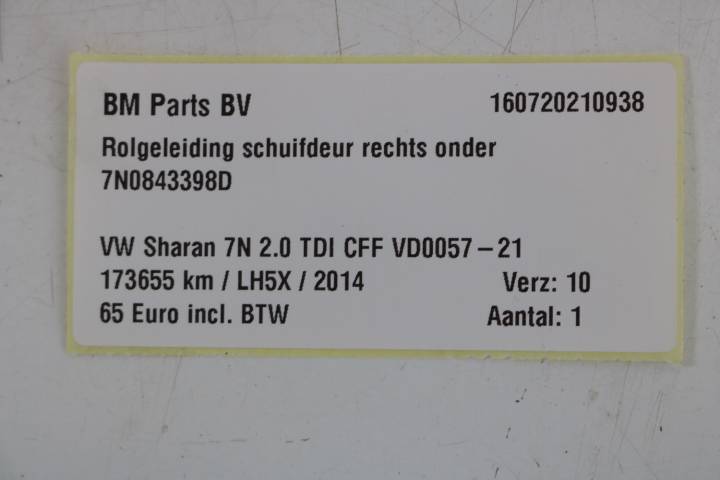 BM Parts BV 160720210938
Rolgeleiding schuifdeur rechts onder
7N0843398D
VW Sharan 7N 2.0 TDI CFF VD0057-21
173655 km / LH5X / 2014 Verz: 10
65 Euro incl. BTW Aantal: 1